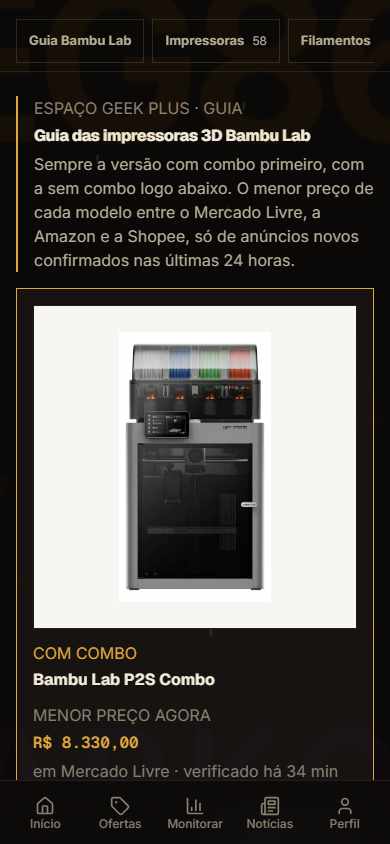 Guia Bambu Lab
Impressoras 58
Filamentos
ESPAÇO GEEK PLUS · GUIA
Guia das impressoras 3D Bambu Lab
Sempre a versão com combo primeiro, com
a sem combo logo abaixo. O menor preço de
cada modelo entre o Mercado Livre, a
Amazon e a Shopee, só de anúncios novos
confirmados nas últimas 24 horas.
COM COMBO
Bambu Lab P2S Combo
MENOR PREÇO AGORA
R$ 8.330,00
em Mercado Livre · verificado há 34 min
Início
Ofertas
Monitorar
Notícias
Perfil